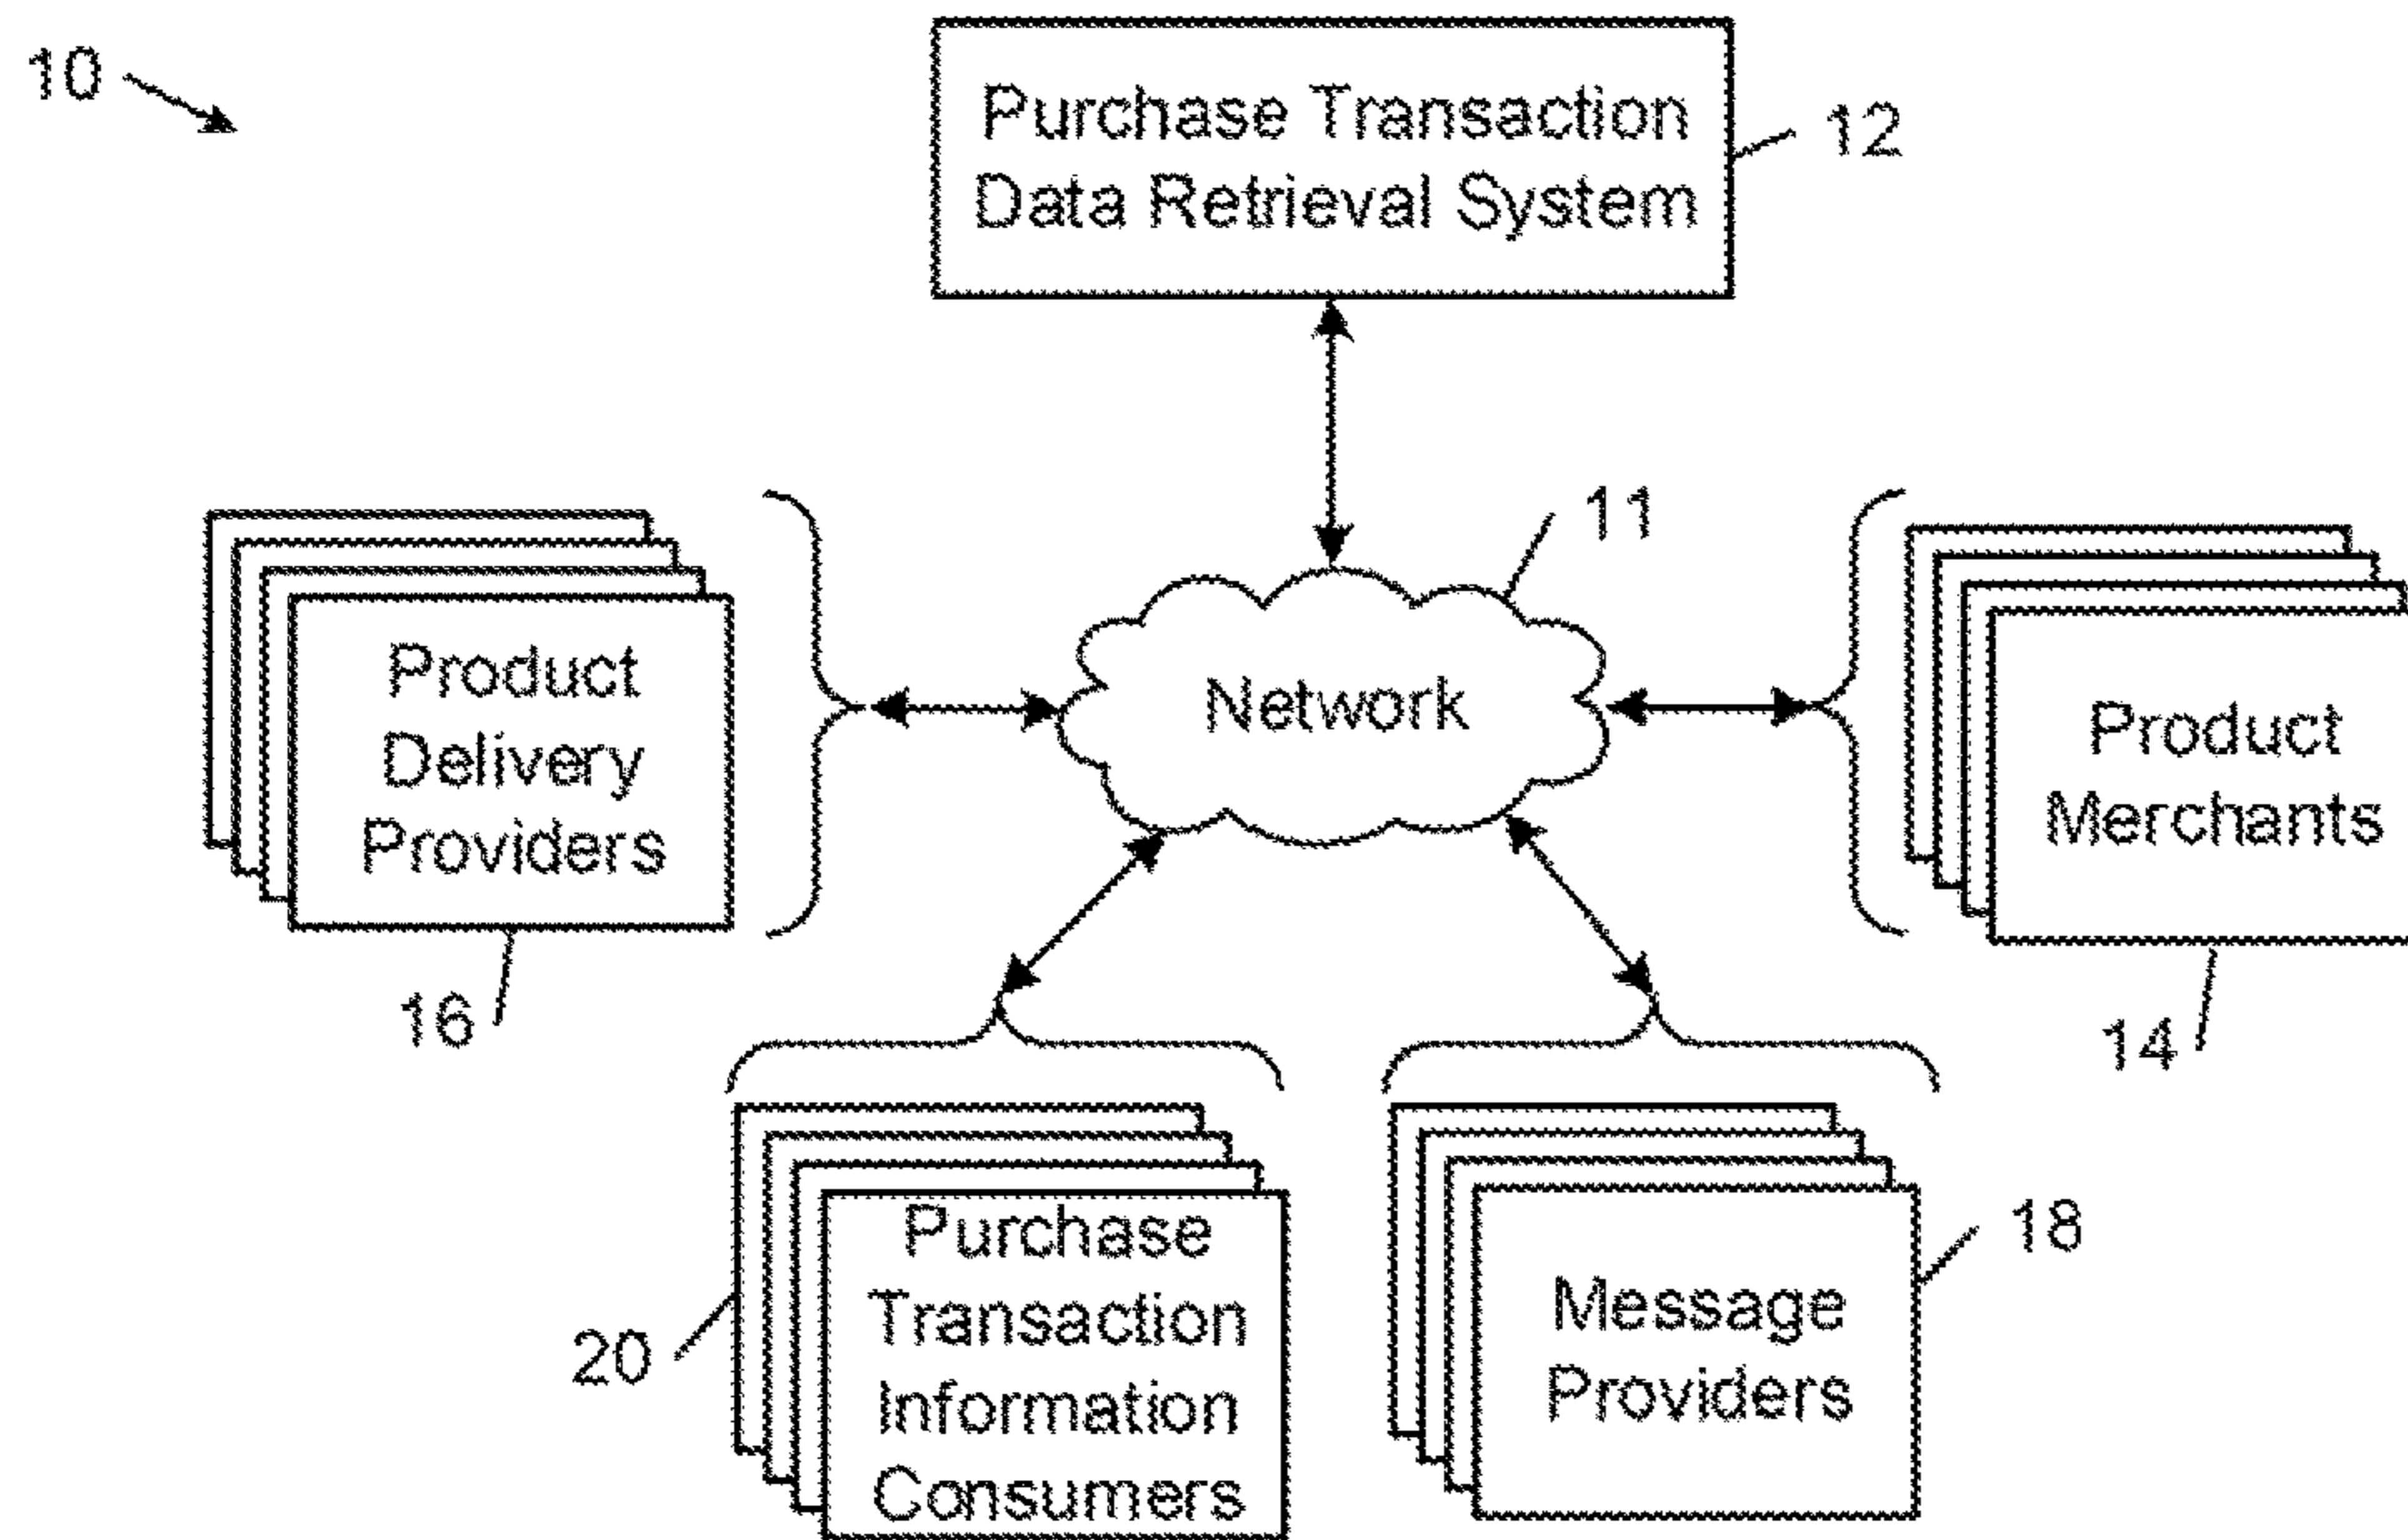 10
Purchase Transaction
Data Retrieval System
12
11
Product
Delivery
Providers
Network
Product
Merchants
16
14
Purchase
Transaction
Information
Consumers
20
Message
Providers
18